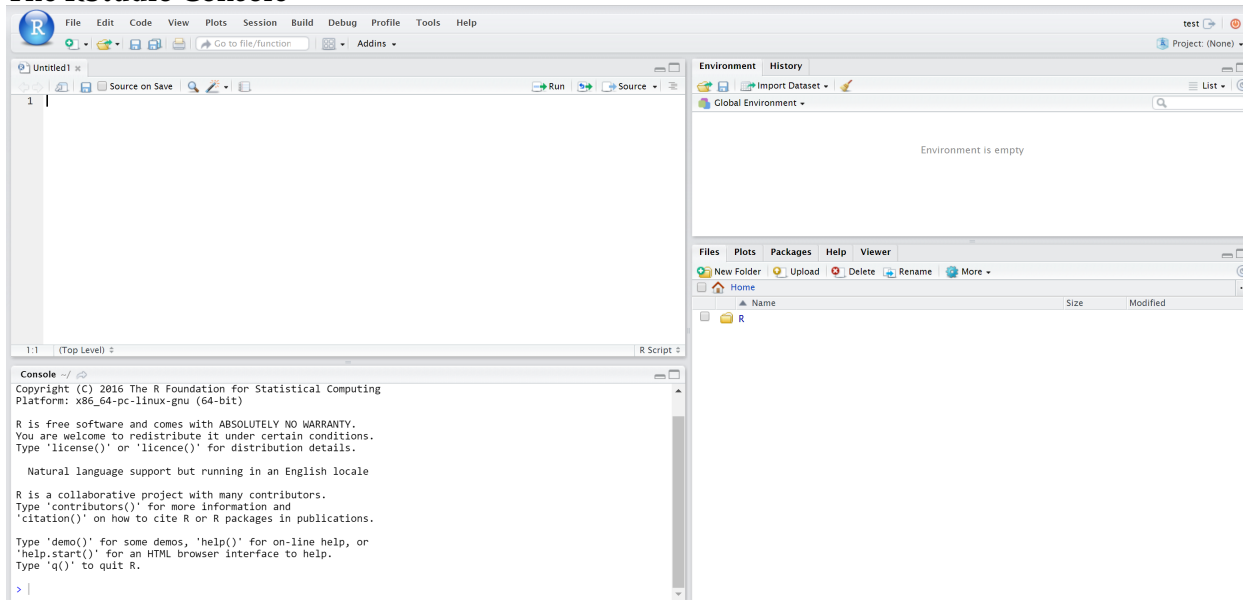 The RStudio Console
File Edit Code View Plots Session Build Debug Profile Tools Help
test
Go to file/function
Addins
Project: (None)
Untitled1
Source on Save
Run
Source
1
1:1 (Top Level)
R Script
Console ~/
Copyright (C) 2016 The R Foundation for Statistical Computing
Platform: x86_64-pc-linux-gnu (64-bit)
R is free software and comes with ABSOLUTELY NO WARRANTY.
You are welcome to redistribute it under certain conditions.
Type 'license()' or 'licence()' for distribution details.
Natural language support but running in an English locale
R is a collaborative project with many contributors.
Type 'contributors()' for more information and
'citation()' on how to cite R or R packages in publications.
Type 'demo()' for some demos, 'help()' for on-line help, or
'help.start()' for an HTML browser interface to help.
Type 'q()' to quit R.
>
Environment History
Import Dataset
List
Global Environment
Environment is empty
Files Plots Packages Help Viewer
New Folder Upload Delete Rename More
Home
Name Size Modified
R